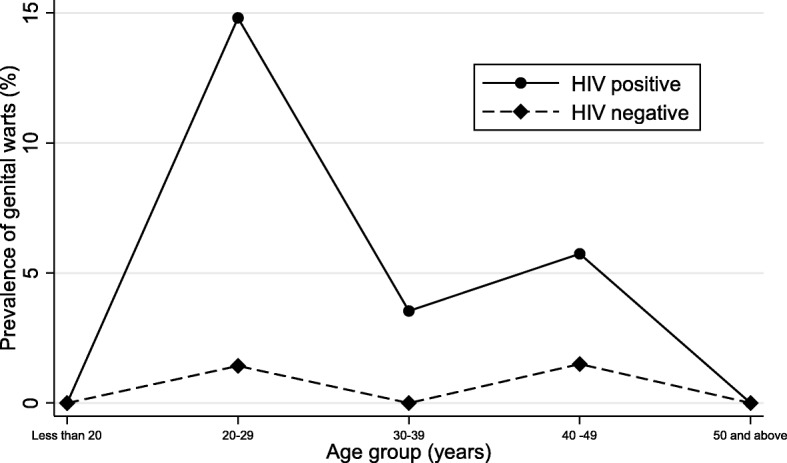 Prevalence of genital warts (%)
15
10
5
0
HIV positive
HIV negative
Less than 20
20-29
30-39
40 -49
50 and above
Age group (years)